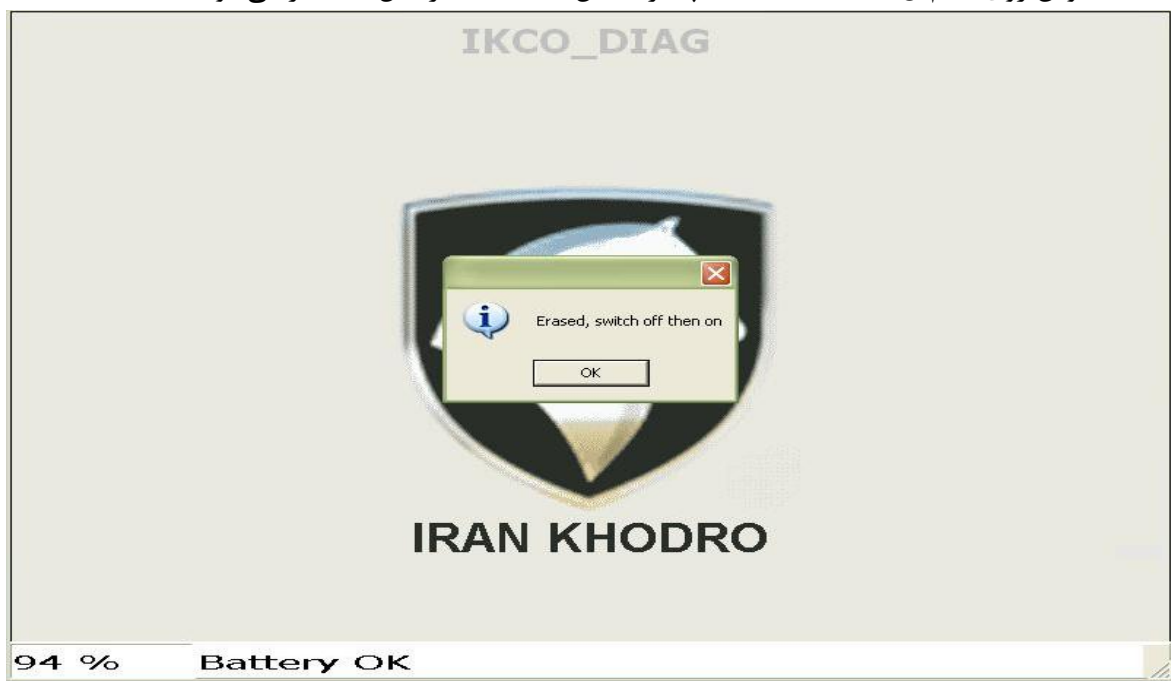 IKCO_DIAG
Erased, switch off then on
OK
IRAN KHODRO
94 %
Battery OK